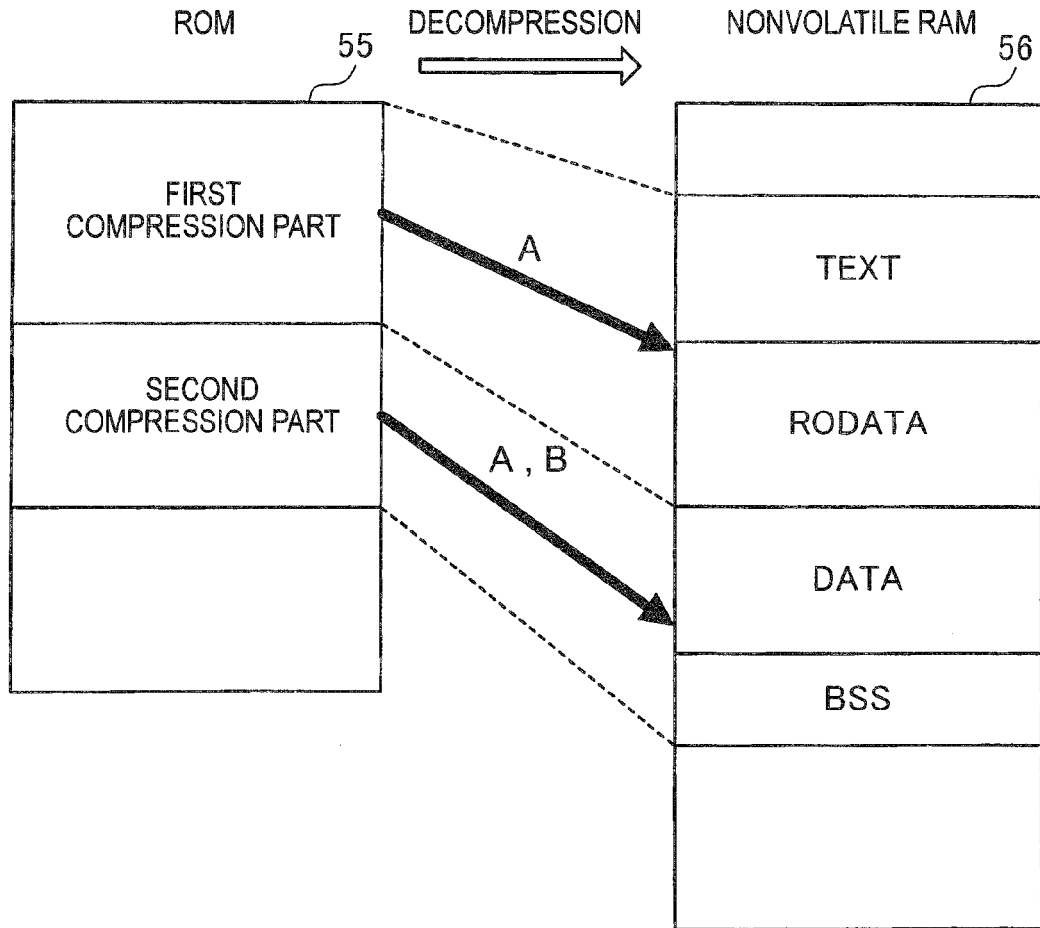 ROM
DECOMPRESSION
NONVOLATILE RAM
55
56
FIRST
COMPRESSION PART
A
TEXT
SECOND
COMPRESSION PART
A , B
RODATA
DATA
BSS